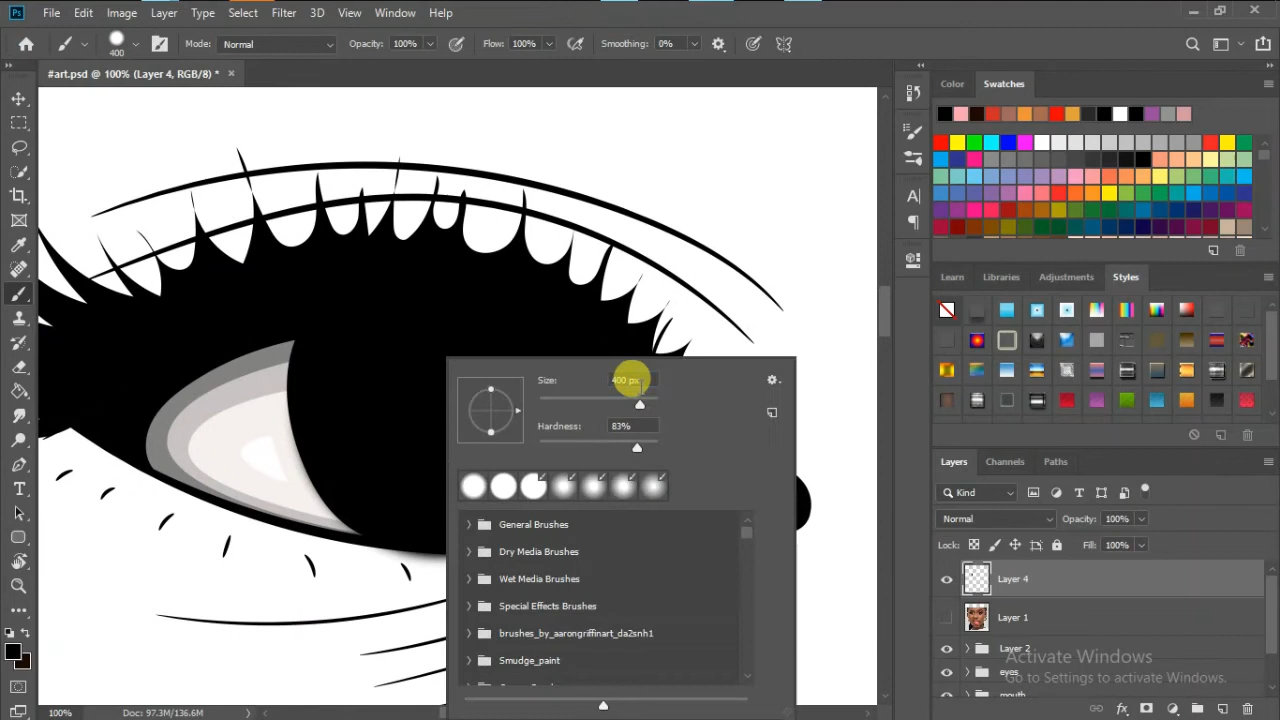 Ps File Edit Image Layer Type Select Filter 3D View Window Help
400 Mode: Normal Opacity: 100% Flow: 100% Smoothing: 0%
#art.psd @ 100% (Layer 4, RGB/8) * ×
Color Swatches
Learn Libraries Adjustments Styles
Size: 400 px
Hardness: 83%
General Brushes
Dry Media Brushes
Wet Media Brushes
Special Effects Brushes
brushes_by_aarongriffinart_da2snh1
Smudge_paint
Layers Channels Paths
Kind
Normal Opacity: 100%
Lock: Fill: 100%
Layer 4
Layer 1
Layer 2
eyes
mouth
Activate Windows
Go to Settings to activate Windows.
100% Doc: 97.3M/136.6M